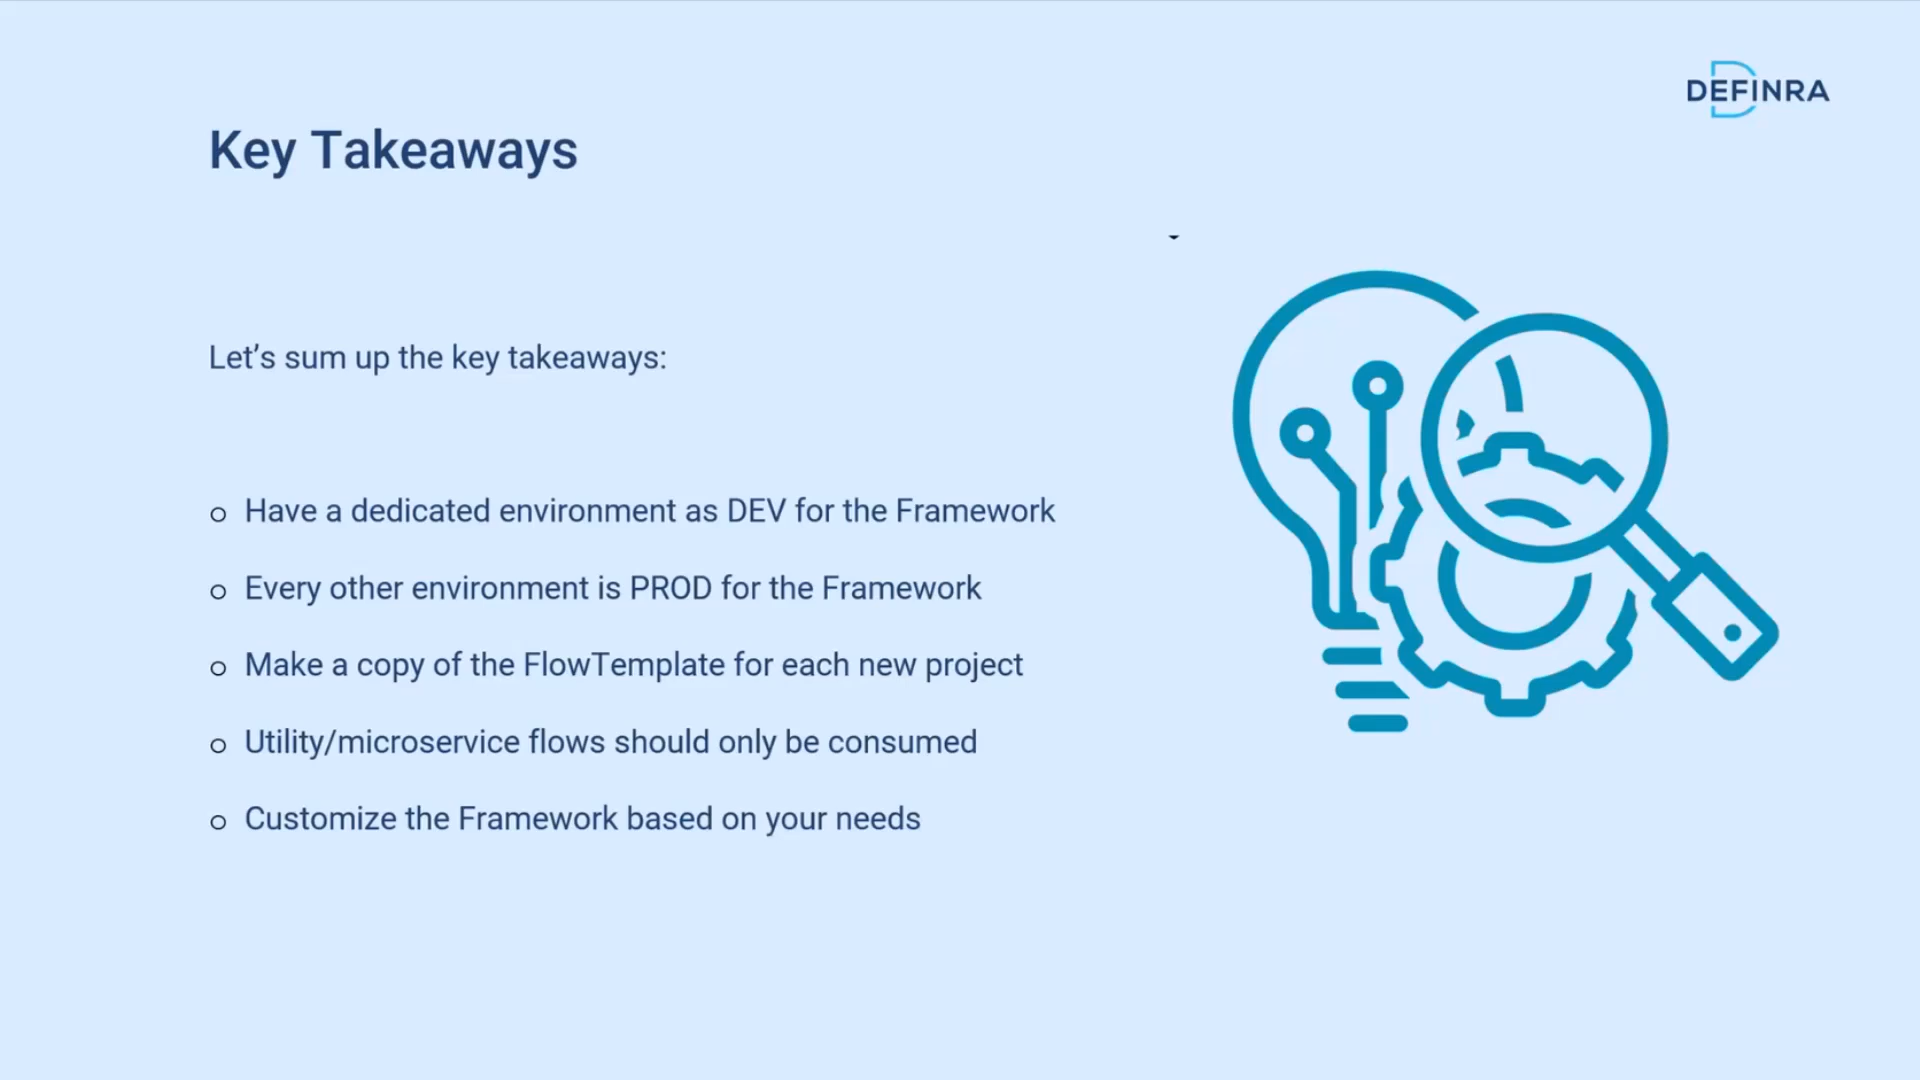 DEFINRA
Key Takeaways
Let’s sum up the key takeaways:
o Have a dedicated environment as DEV for the Framework
o Every other environment is PROD for the Framework
o Make a copy of the FlowTemplate for each new project
o Utility/microservice flows should only be consumed
o Customize the Framework based on your needs